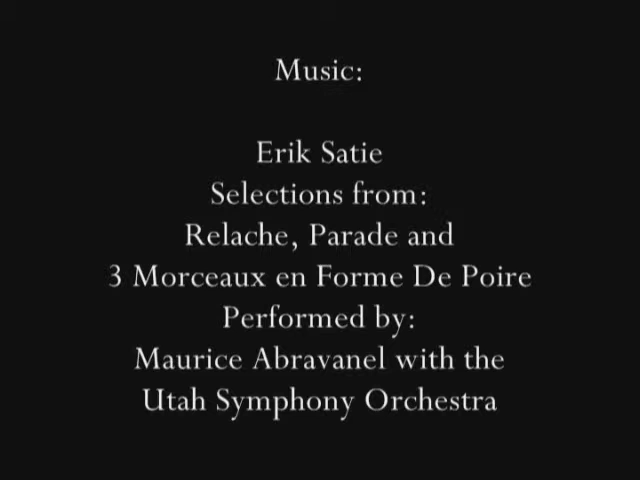 Music:
Erik Satie
Selections from:
Relache, Parade and
3 Morceaux en Forme De Poire
Performed by:
Maurice Abravanel with the
Utah Symphony Orchestra